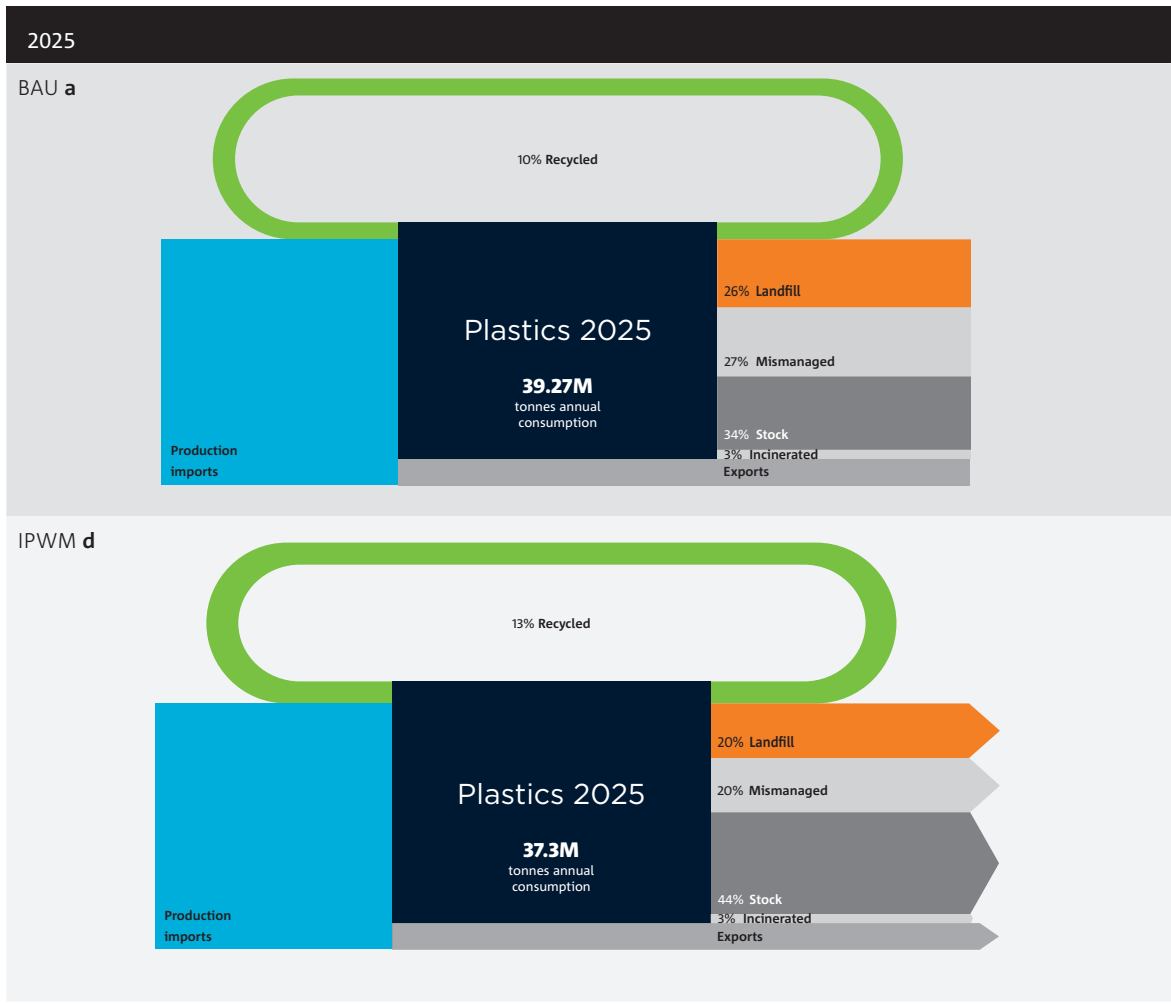 2025
BAU a
10% Recycled
26% Landfill
Plastics 2025
27% Mismanaged
39.27M
tonnes annual
consumption
34% Stock
Production
imports
3% Incinerated
Exports
IPWM d
13% Recycled
20% Landfill
Plastics 2025
20% Mismanaged
37.3M
tonnes annual
consumption
44% Stock
Production
imports
3% Incinerated
Exports